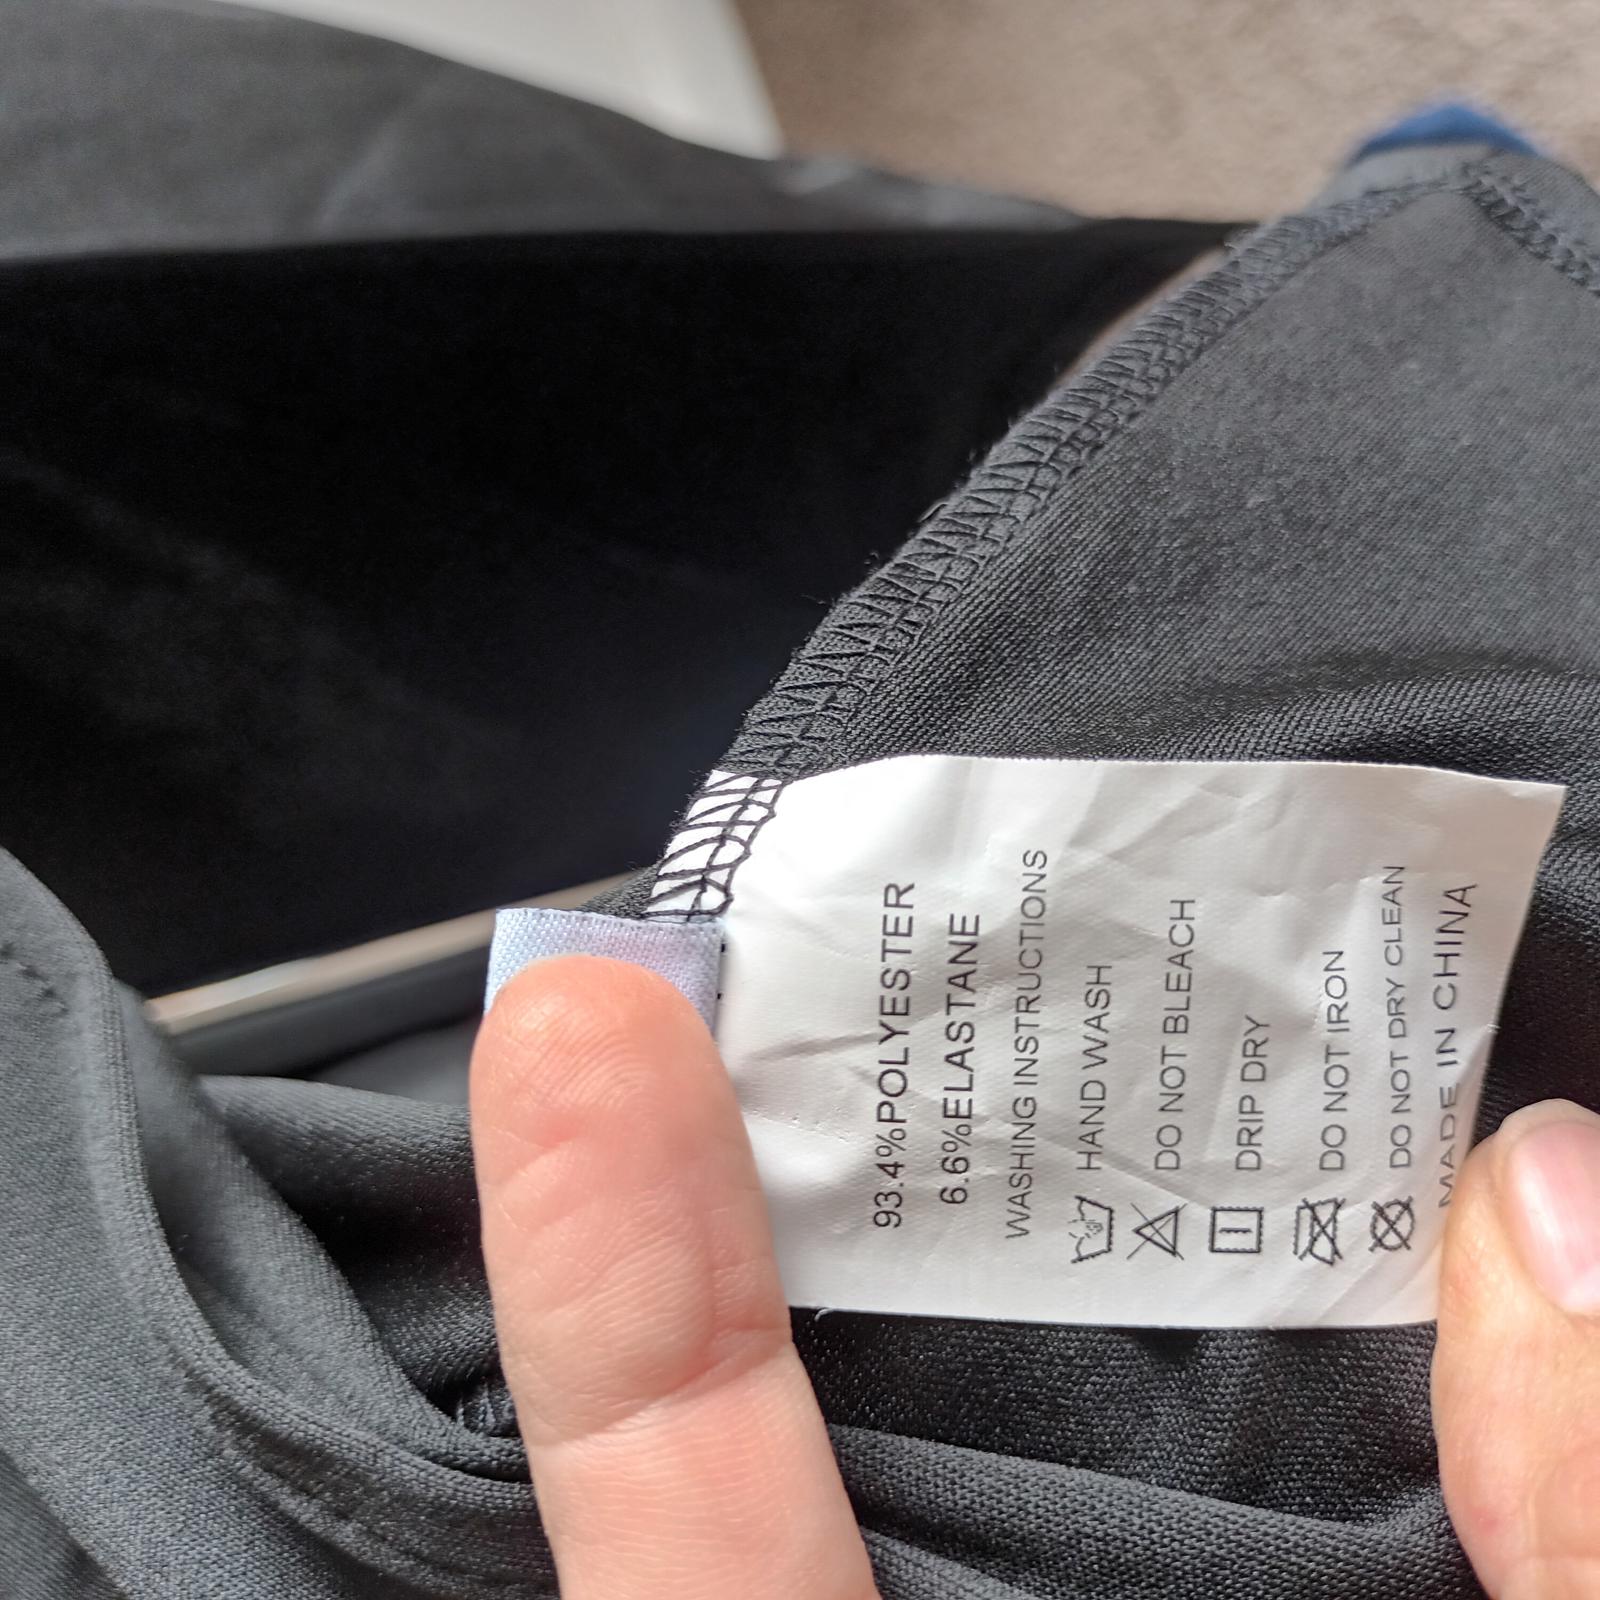 93.4%POLYESTER
6.6%ELASTANE
WASHING INSTRUCTIONS
HAND WASH
DO NOT BLEACH
DRIP DRY
DO NOT IRON
DO NOT DRY CLEAN
MADE IN CHINA